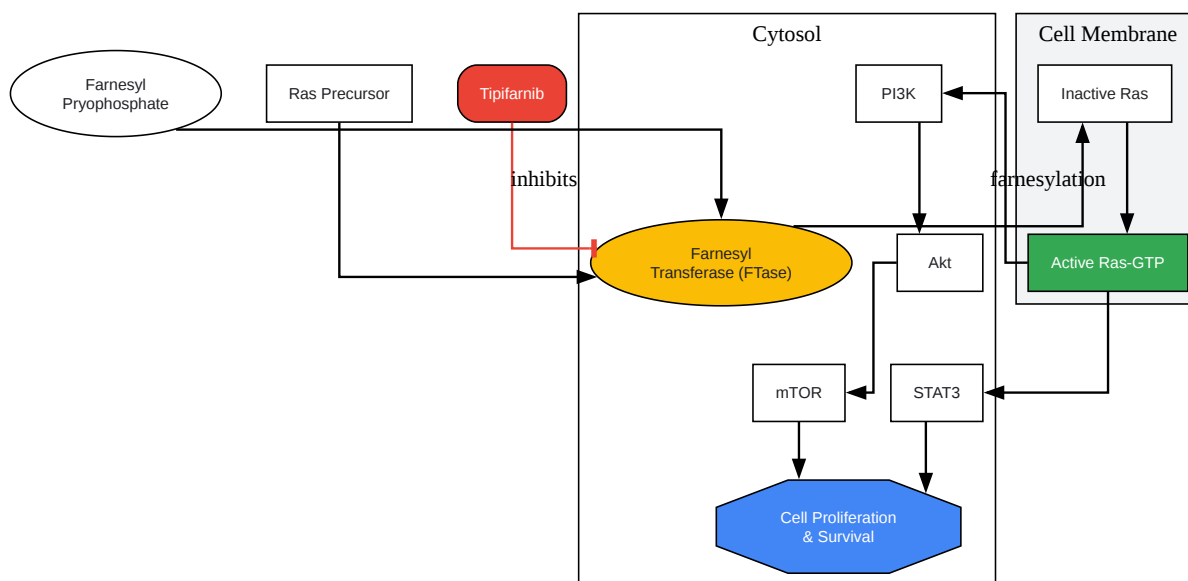 Cytosol
Cell Membrane
Farnesyl
Pryophosphate
Ras Precursor
Tipifarnib
PI3K
Inactive Ras
inhibits
farnesylation
Farnesyl
Transferase (FTase)
Akt
Active Ras-GTP
mTOR
STAT3
Cell Proliferation
& Survival